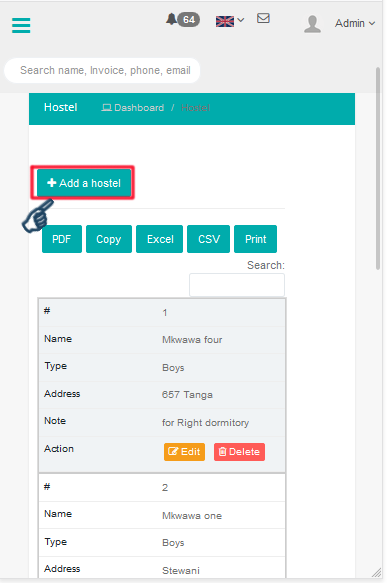 64
Admin
Search name, Invoice, phone, email
Hostel Dashboard / Hostel
+ Add a hostel
PDF Copy Excel CSV Print
Search:
# 1
Name Mkwawa four
Type Boys
Address 657 Tanga
Note for Right dormitory
Action Edit Delete
# 2
Name Mkwawa one
Type Boys
Address Stewani